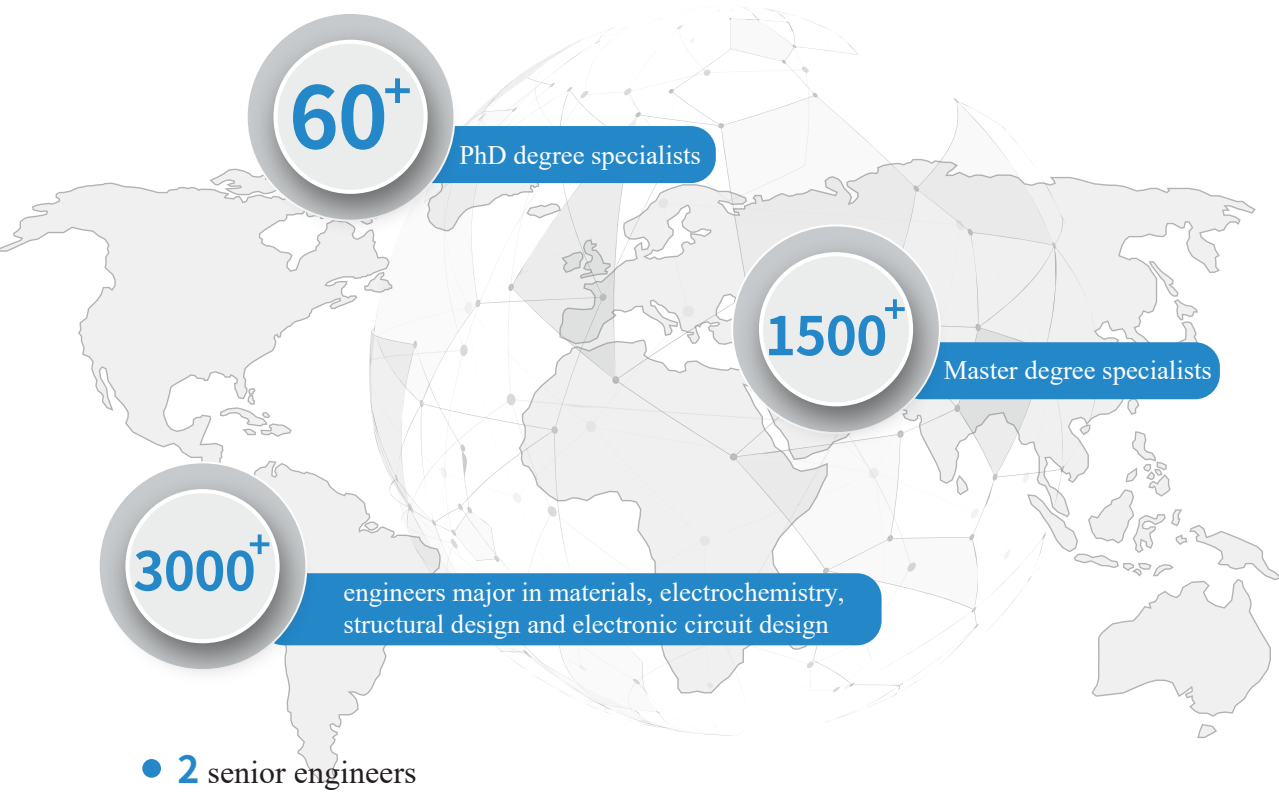 60+
PhD degree specialists
1500+
Master degree specialists
3000+
engineers major in materials, electrochemistry,
structural design and electronic circuit design
● 2 senior engineers